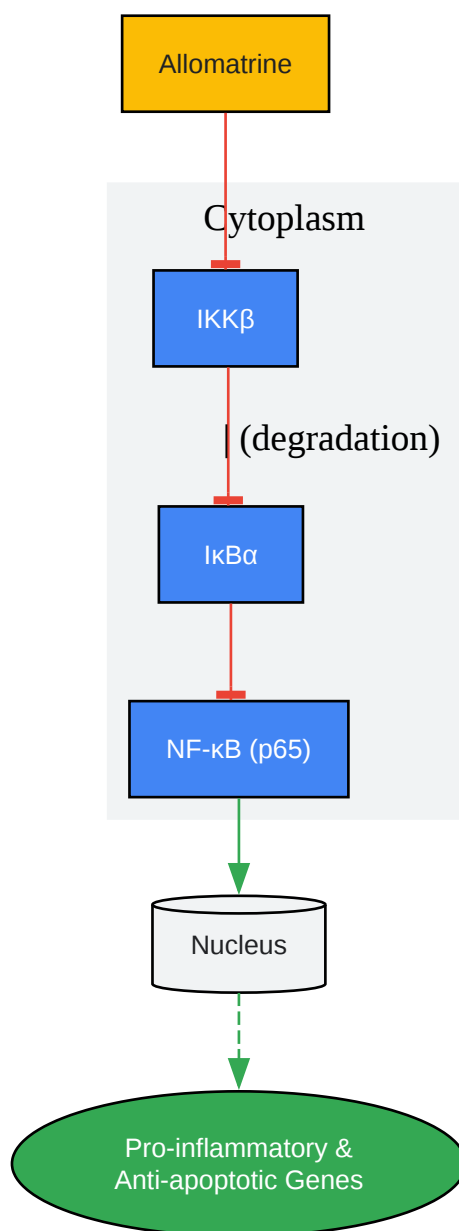 Allomatrine
Cytoplasm
IKKβ
| (degradation)
IκBα
NF-κB (p65)
Nucleus
Pro-inflammatory &
Anti-apoptotic Genes